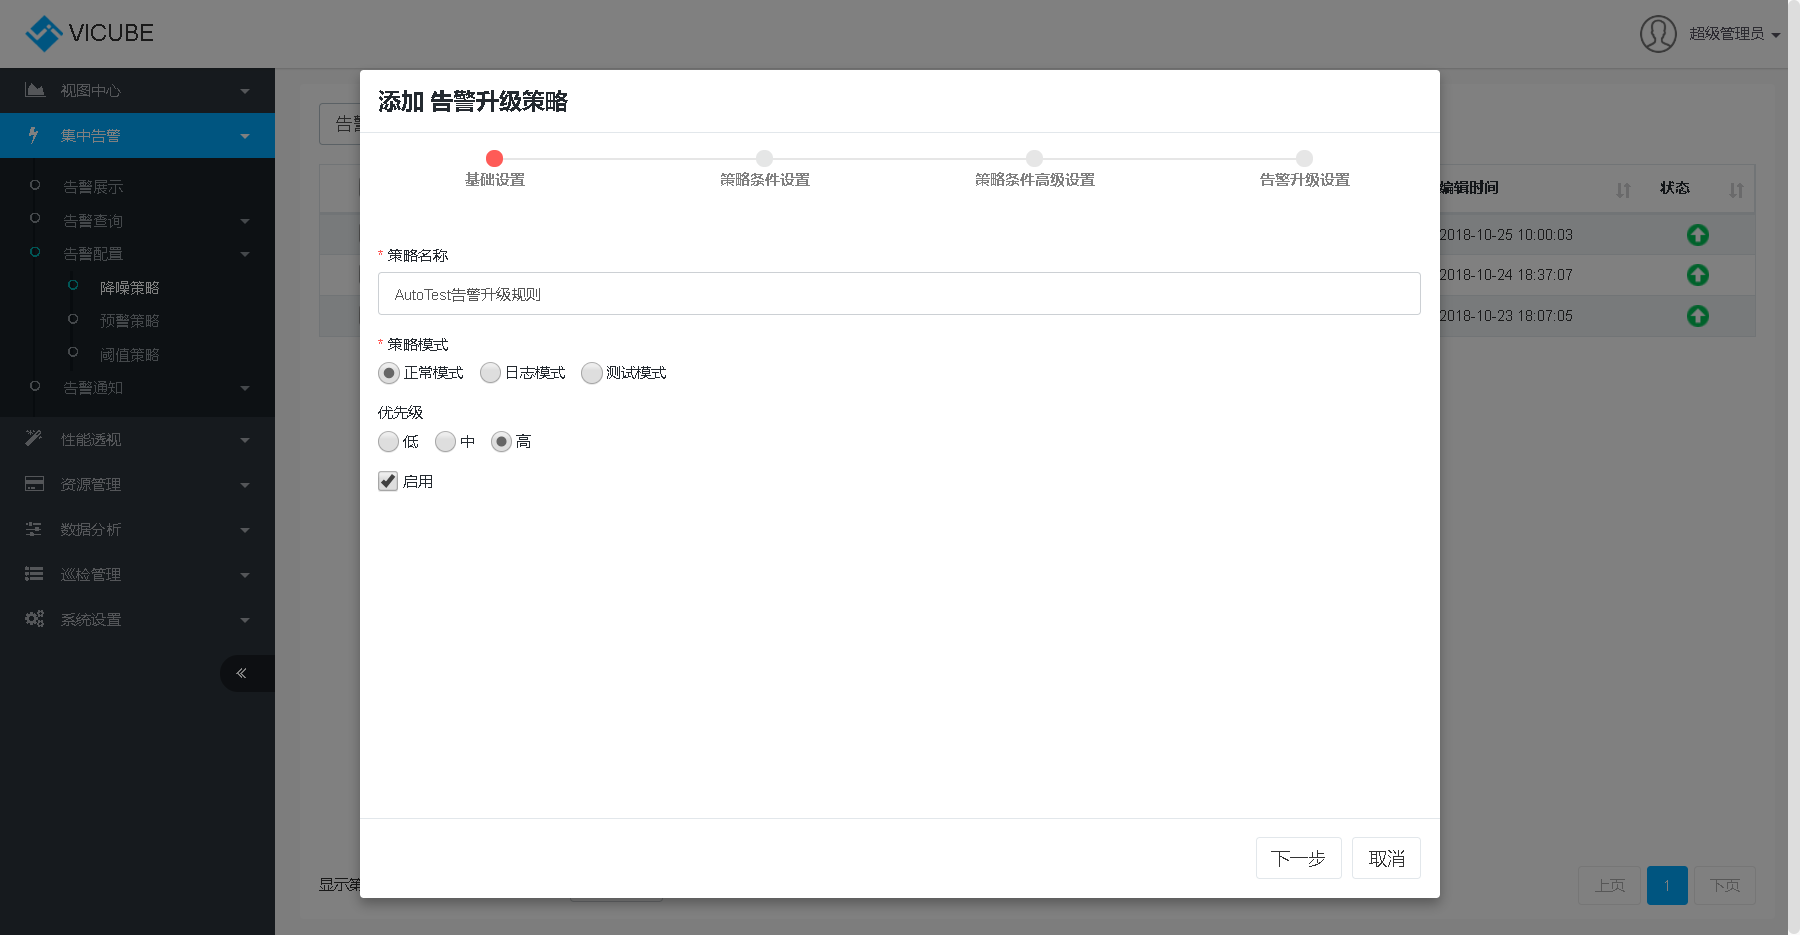 VICUBE
超级管理员
视图中心
集中告警
告警展示
告警查询
告警配置
降噪策略
预警策略
阈值策略
告警通知
性能透视
资源管理
数据分析
巡检管理
系统设置
添加 告警升级策略
基础设置
策略条件设置
策略条件高级设置
告警升级设置
* 策略名称
AutoTest告警升级规则
* 策略模式
正常模式 日志模式 测试模式
优先级
低 中 高
启用
下一步 取消
告警
编辑时间 状态
2018-10-25 10:00:03
2018-10-24 18:37:07
2018-10-23 18:07:05
显示第
上页 1 下页